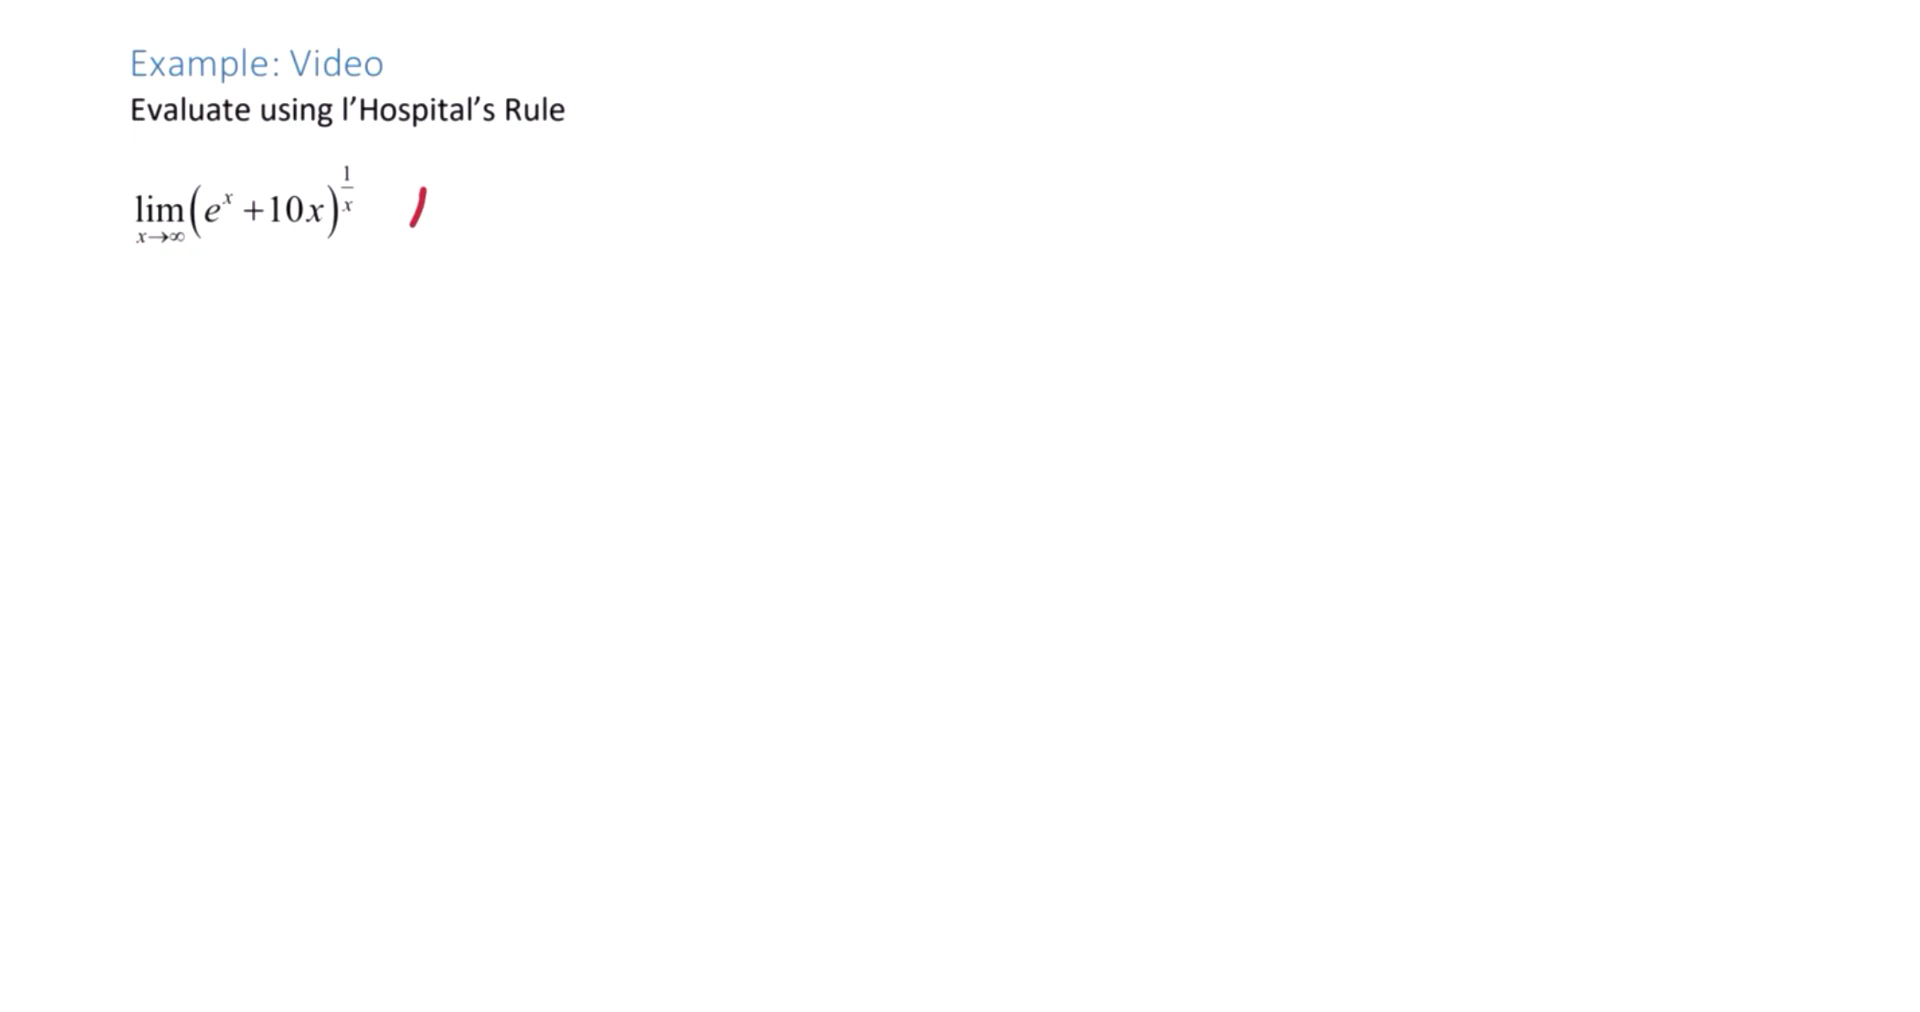 Example: Video
Evaluate using l’Hospital’s Rule
lim x→∞ (e^x +10x)^(1/x)